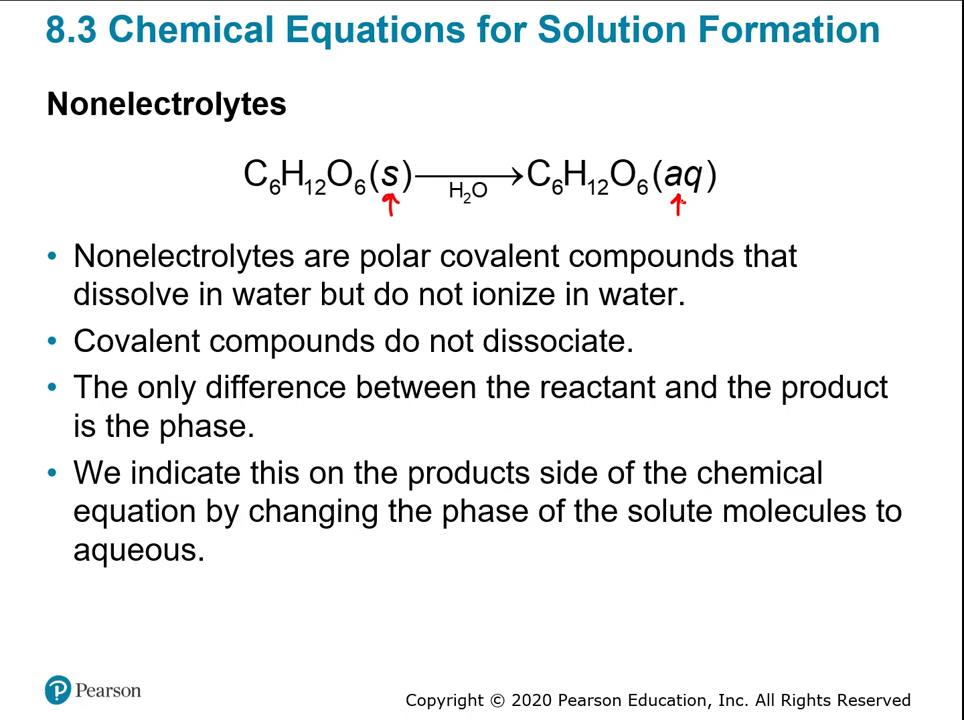 8.3 Chemical Equations for Solution Formation
Nonelectrolytes
C₆H₁₂O₆(s) ⟶ C₆H₁₂O₆(aq)
H₂O
• Nonelectrolytes are polar covalent compounds that
dissolve in water but do not ionize in water.
• Covalent compounds do not dissociate.
• The only difference between the reactant and the product
is the phase.
• We indicate this on the products side of the chemical
equation by changing the phase of the solute molecules to
aqueous.
Pearson
Copyright © 2020 Pearson Education, Inc. All Rights Reserved